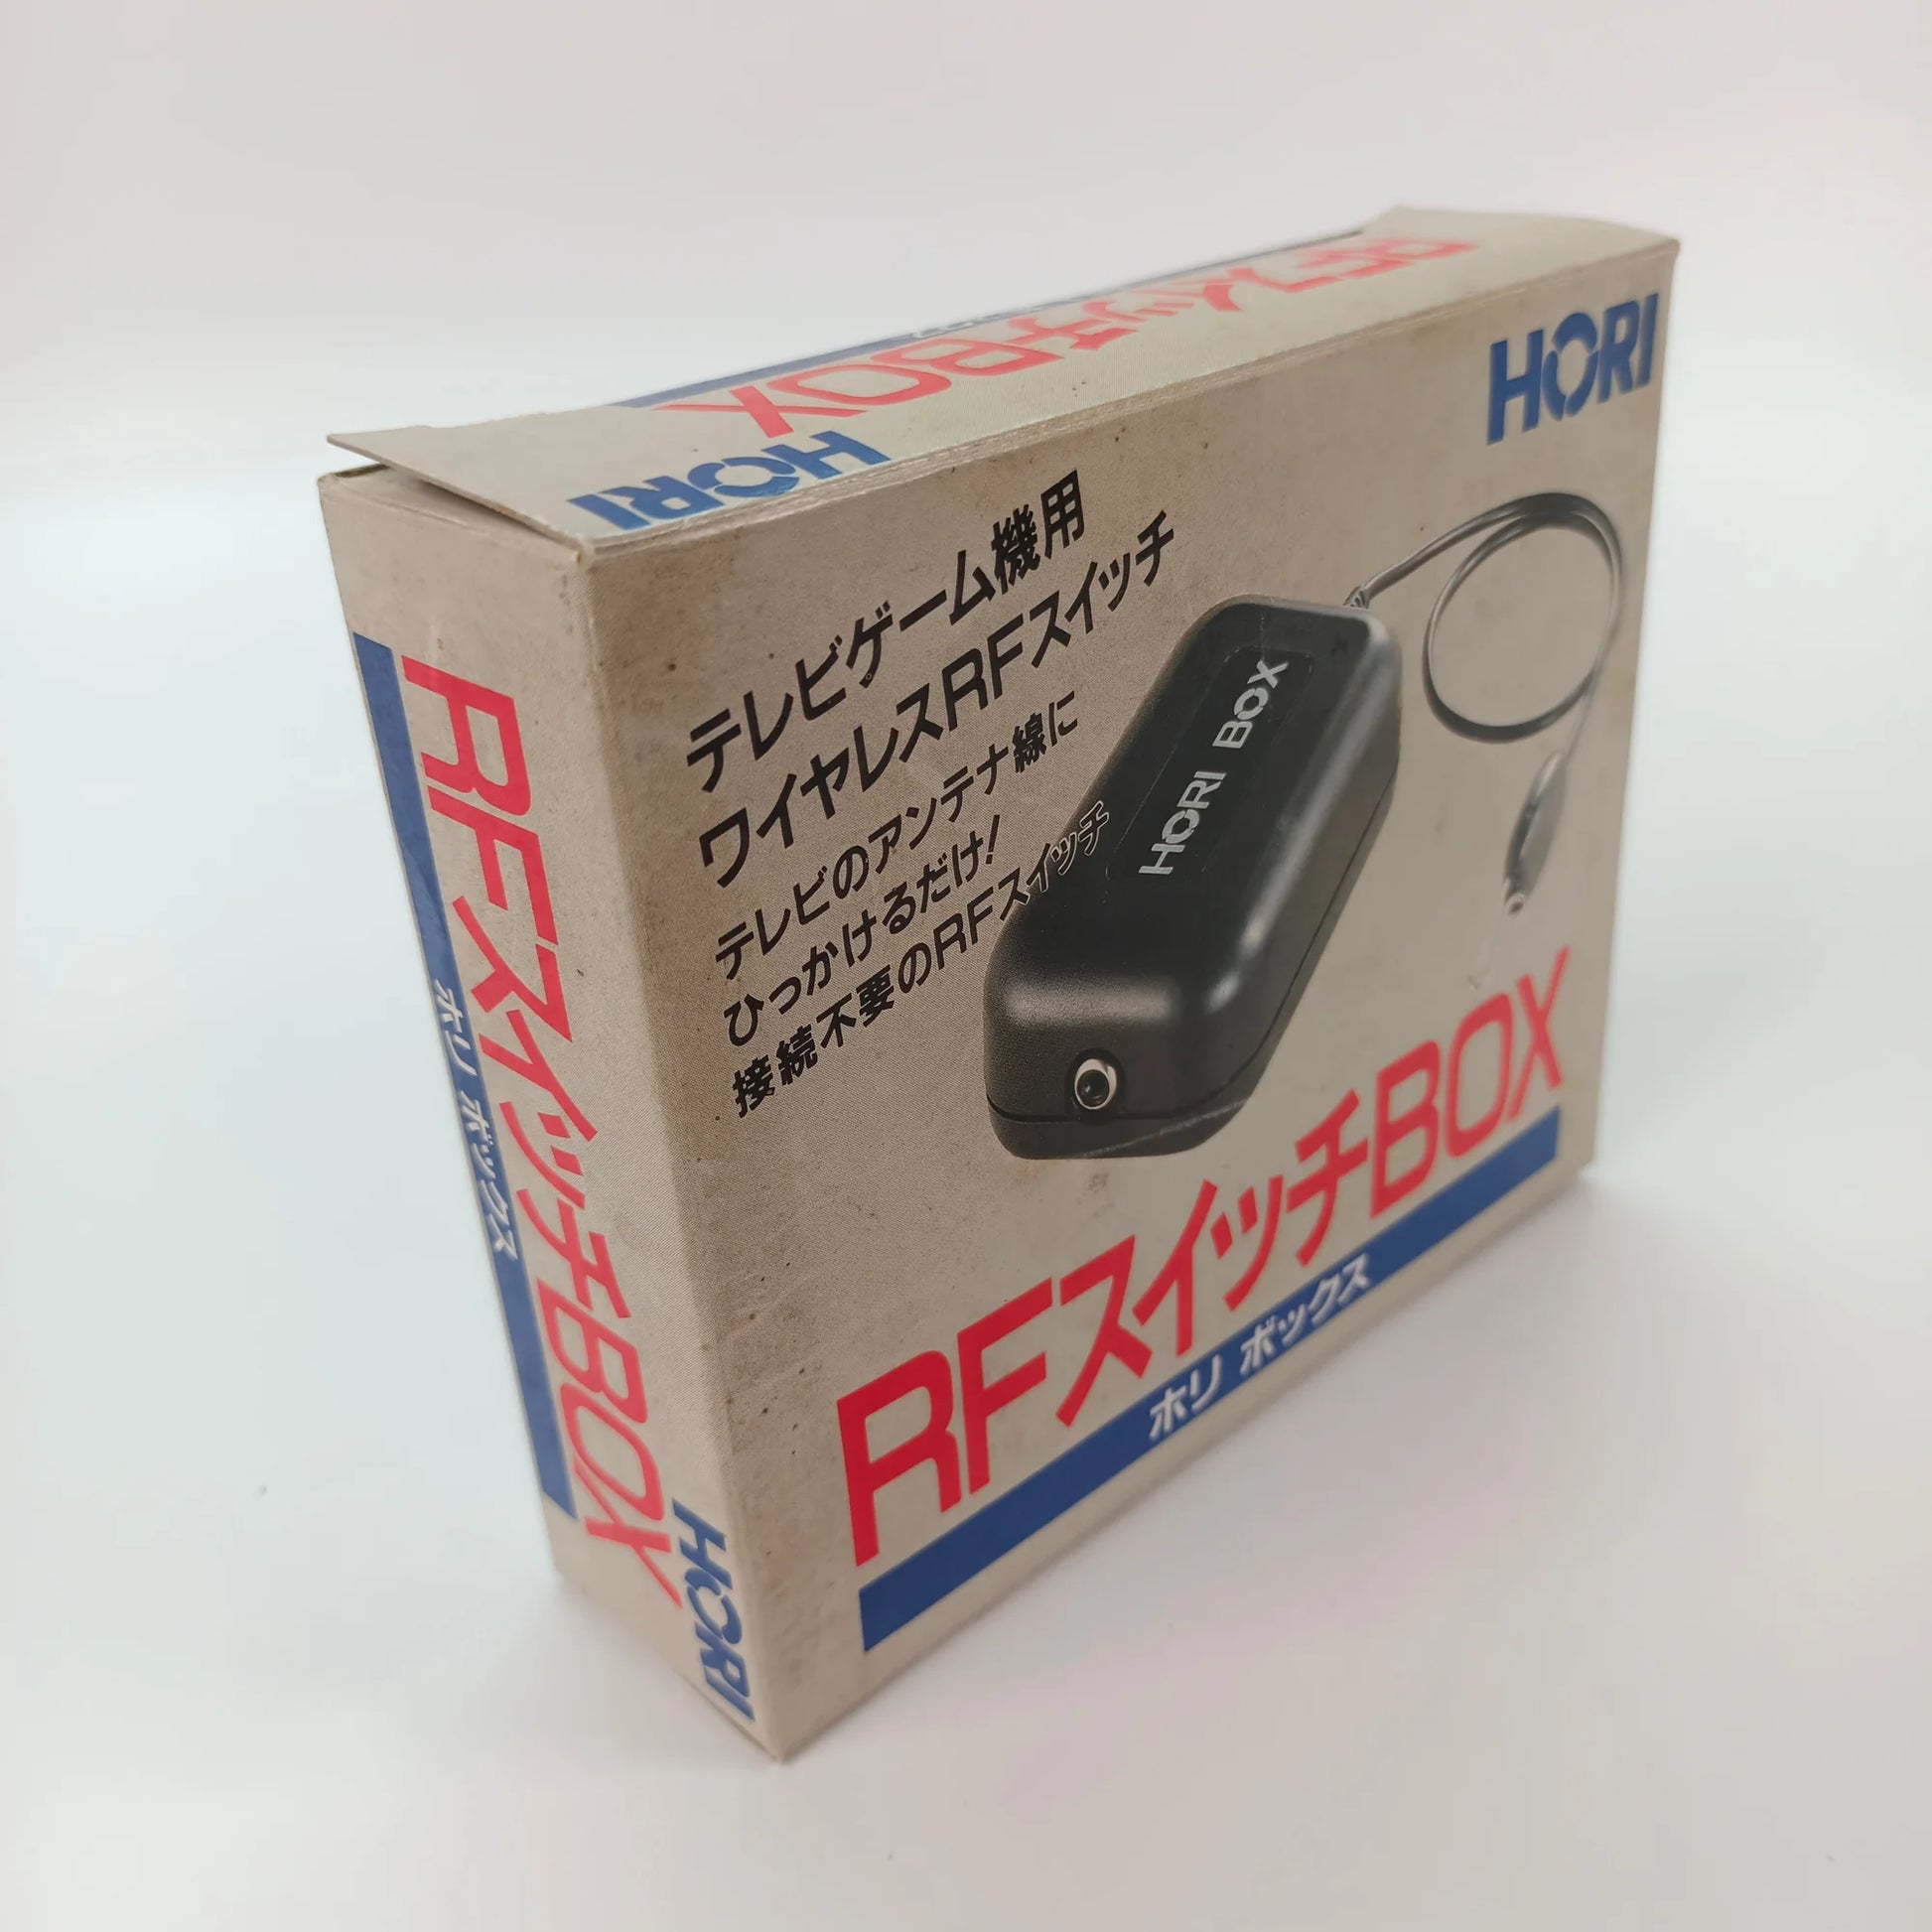 RFスイッチBOX
HORI
HORI
テレビゲーム機用
ワイヤレスRFスイッチ
テレビのアンテナ線に
ひっかけるだけ!
接続不要のRFスイッチ
HORI BOX
RFスイッチBOX
ホリ ボックス
RFスイッチBOX
ホリ ボックス
HORI